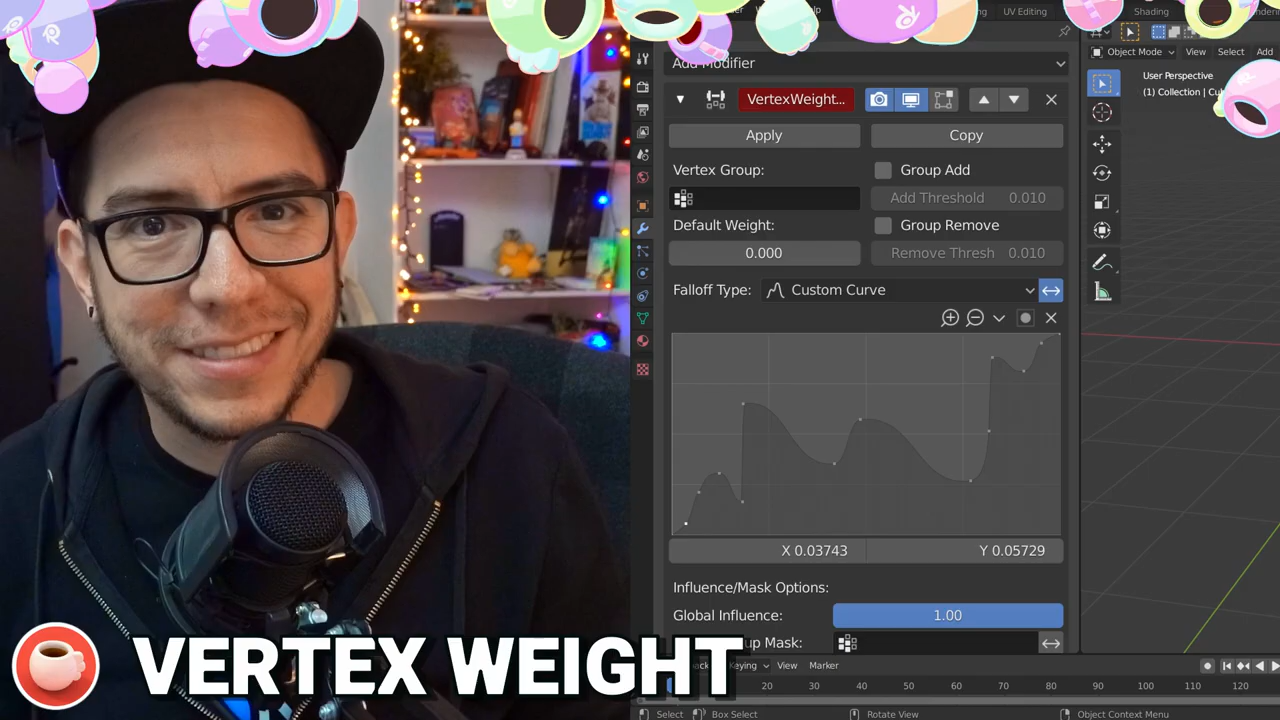 UV Editing
Shading
Add Modifier
Object Mode
View
Select
Add
VertexWeight...
User Perspective
(1) Collection |
Apply
Copy
Vertex Group:
Group Add
Add Threshold 0.010
Default Weight:
Group Remove
0.000
Remove Thresh 0.010
Falloff Type:
Custom Curve
X 0.03743
Y 0.05729
Influence/Mask Options:
Global Influence:
1.00
Mask:
VERTEX WEIGHT
Keying
View
Marker
20
30
40
50
60
70
80
90
100
110
120
Select
Box Select
Rotate View
Object Context Menu